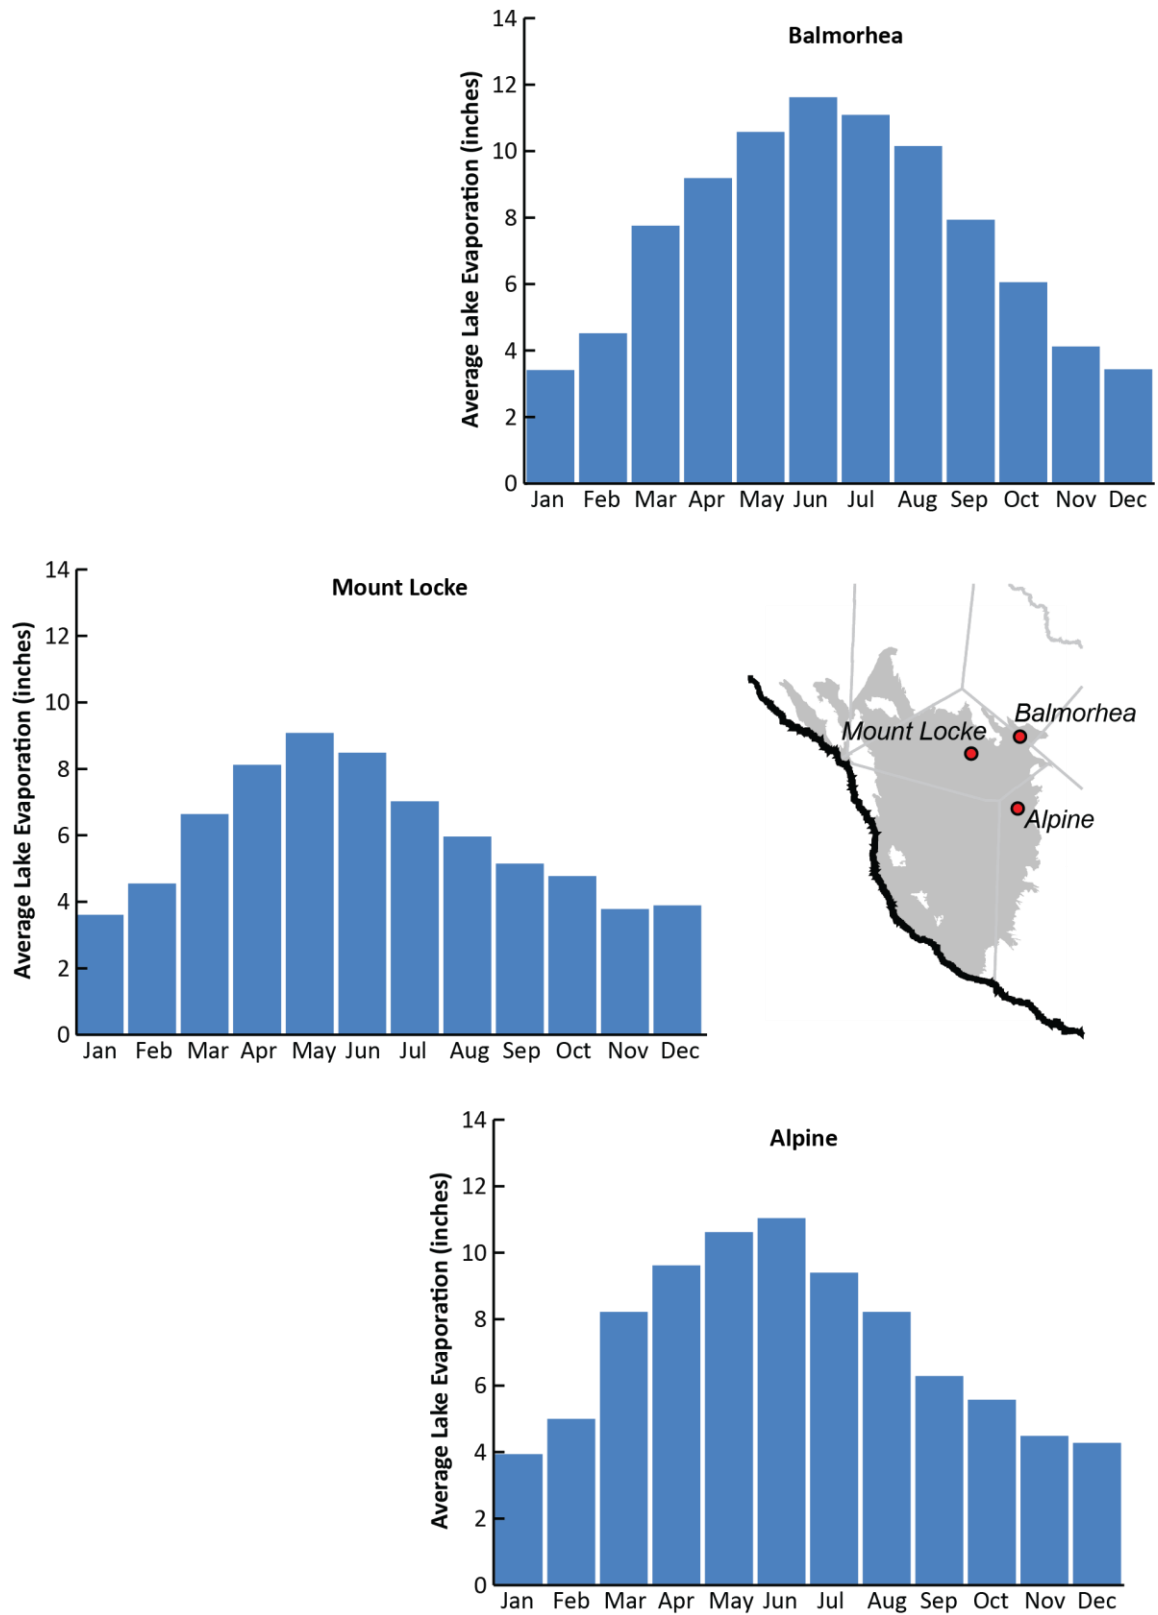 Balmorhea
Average Lake Evaporation (inches)
14
12
10
8
6
4
2
0
Jan Feb Mar Apr May Jun Jul Aug Sep Oct Nov Dec
Mount Locke
Average Lake Evaporation (inches)
14
12
10
8
6
4
2
0
Jan Feb Mar Apr May Jun Jul Aug Sep Oct Nov Dec
Balmorhea
Mount Locke
Alpine
Alpine
Average Lake Evaporation (inches)
14
12
10
8
6
4
2
0
Jan Feb Mar Apr May Jun Jul Aug Sep Oct Nov Dec